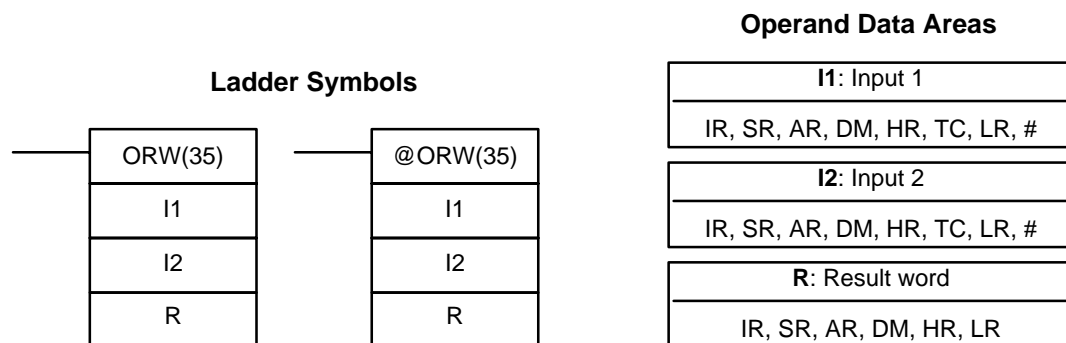 Ladder Symbols
ORW(35)
I1
I2
R
@ORW(35)
I1
I2
R
Operand Data Areas
I1: Input 1
IR, SR, AR, DM, HR, TC, LR, #
I2: Input 2
IR, SR, AR, DM, HR, TC, LR, #
R: Result word
IR, SR, AR, DM, HR, LR